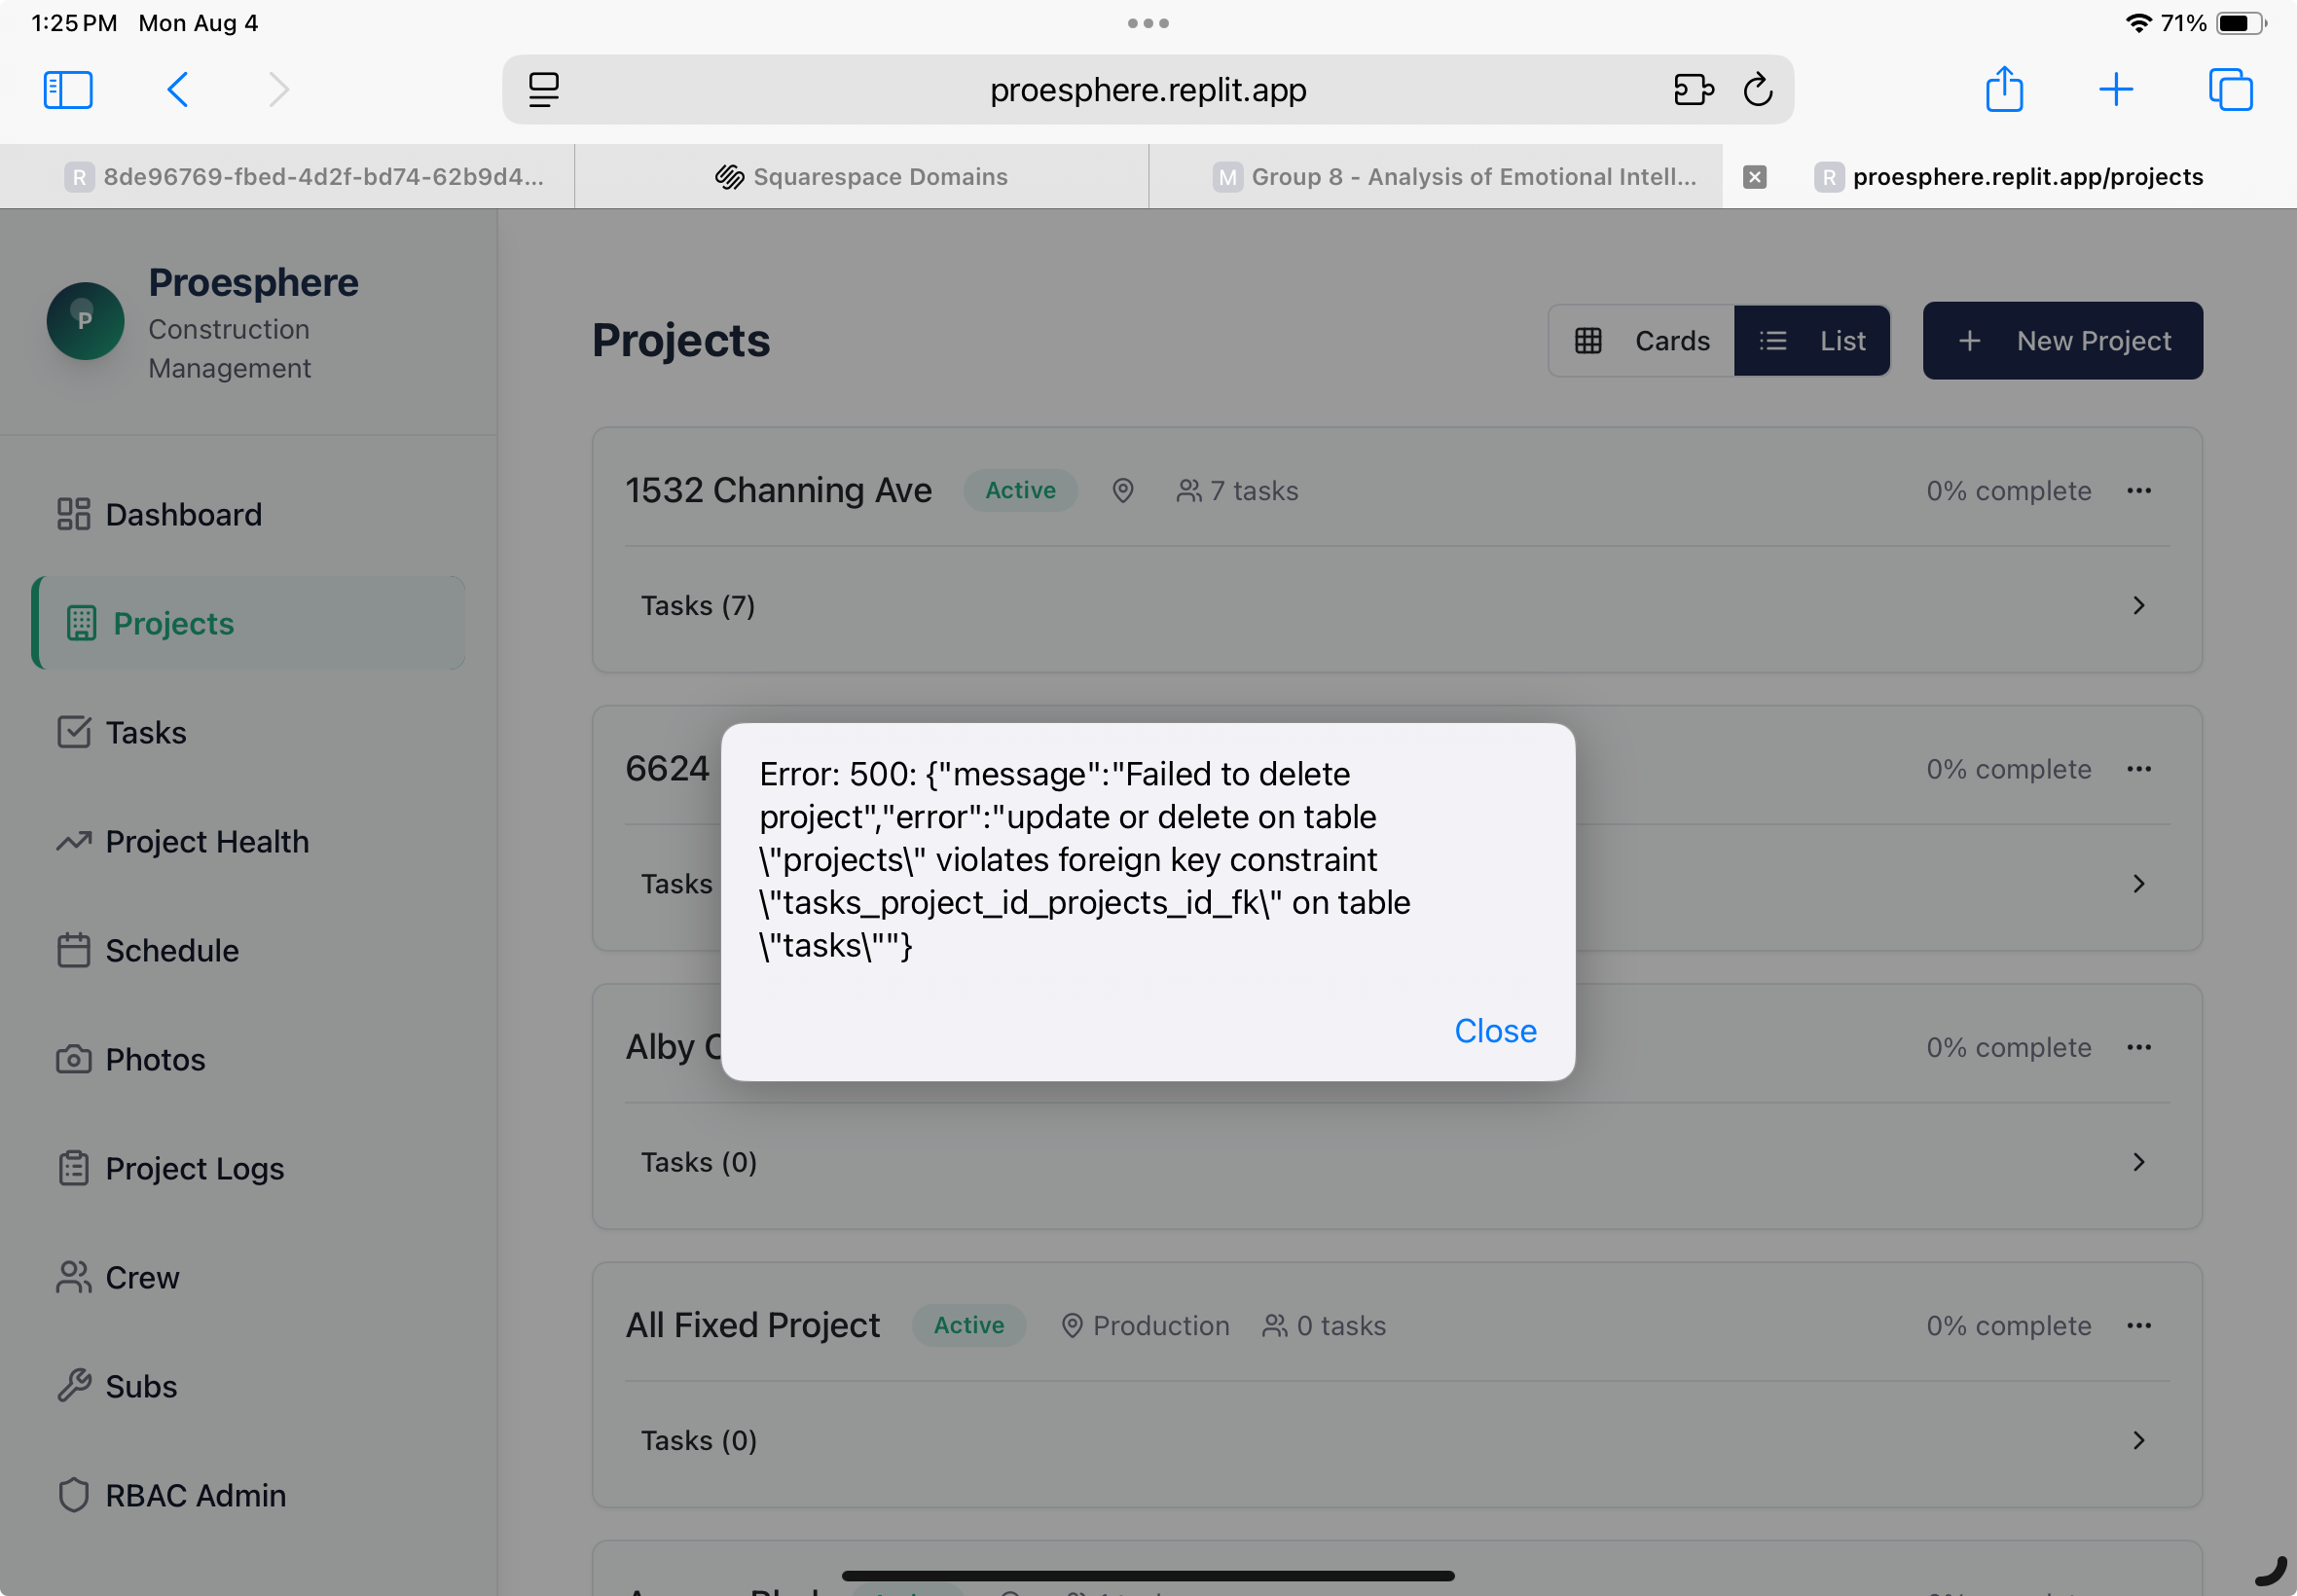 1:25 PM Mon Aug 4
71%
proesphere.replit.app
R 8de96769-fbed-4d2f-bd74-62b9d4...
Squarespace Domains
M Group 8 - Analysis of Emotional Intell...
R proesphere.replit.app/projects
P
Proesphere
Construction
Management
Dashboard
Projects
Tasks
Project Health
Schedule
Photos
Project Logs
Crew
Subs
RBAC Admin
Projects
Cards
List
New Project
1532 Channing Ave Active 7 tasks 0% complete
Tasks (7)
6624 0% complete
Tasks
Alby 0% complete
Tasks (0)
All Fixed Project Active Production 0 tasks 0% complete
Tasks (0)
Error: 500: {"message":"Failed to delete
project","error":"update or delete on table
\"projects\" violates foreign key constraint
\"tasks_project_id_projects_id_fk\" on table
\"tasks\""}
Close